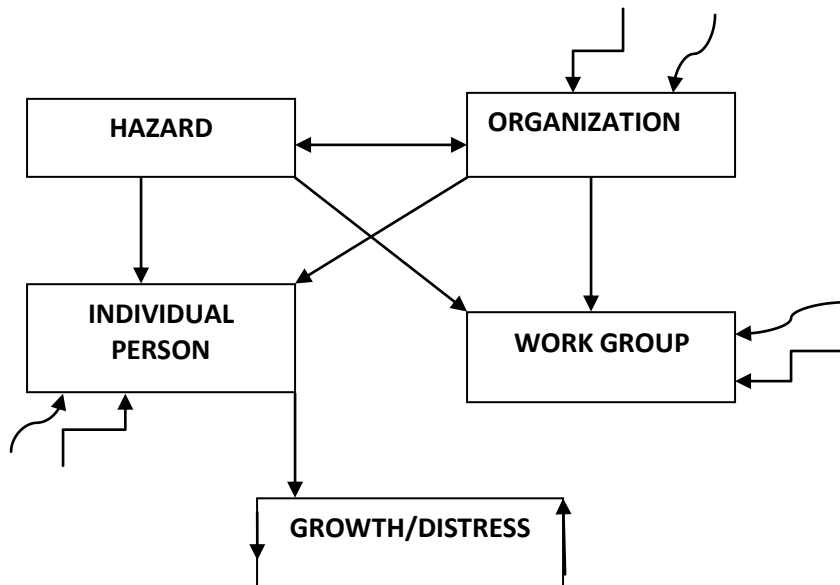 HAZARD
ORGANIZATION
INDIVIDUAL
PERSON
WORK GROUP
GROWTH/DISTRESS